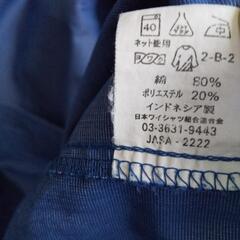 40
ネット使用
2-B-2
綿 80%
ポリエステル 20%
インドネシア製
日本ワイシャツ組合連合会
03-3631-9443
JASA-2222